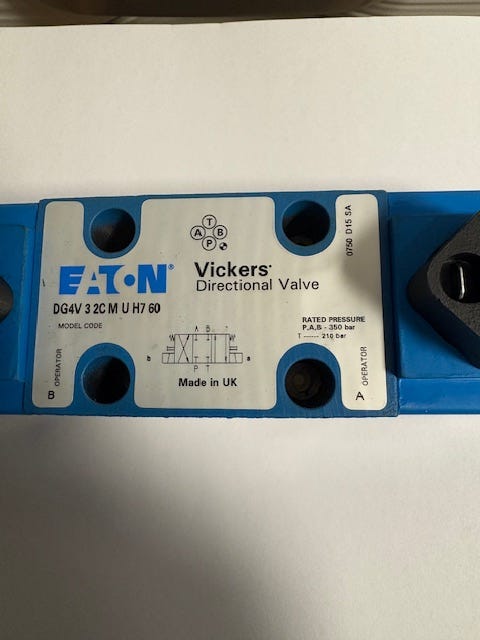 T
A B
P
0750 D15 SA
EATON®
Vickers®
Directional Valve
DG4V 3 2C M U H7 60
MODEL CODE
RATED PRESSURE
P,A,B - 350 bar
T ------ 210 bar
A B
b a
P T
Made in UK
OPERATOR
B
OPERATOR
A